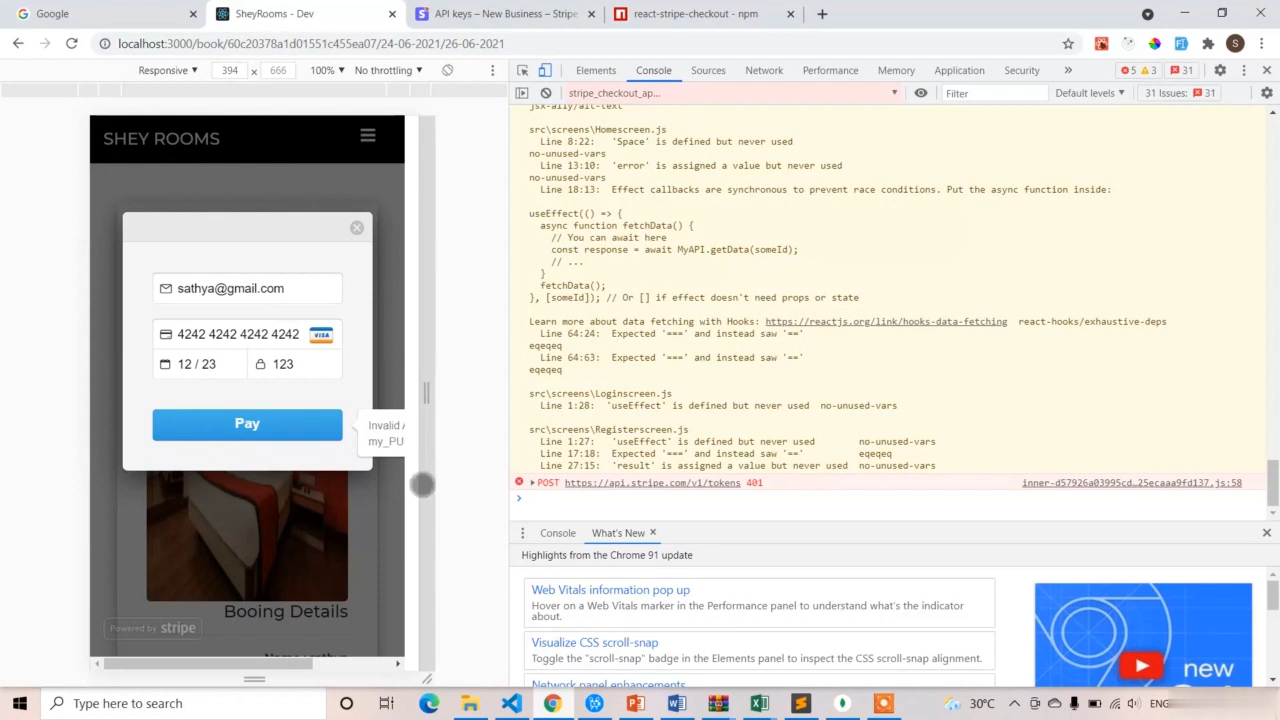 Google
SheyRooms - Dev
API keys – New Business – Stripe
react-stripe-checkout - npm
localhost:3000/book/60c20378a1d01551c455ea07/24-06-2021/26-06-2021
S
Responsive
394 x 666
100%
No throttling
Elements
Console
Sources
Network
Performance
Memory
Application
Security
5
3
31
stripe_checkout_ap...
Filter
Default levels
31 Issues:
31
SHEY ROOMS
sathya@gmail.com
4242 4242 4242 4242
VISA
12 / 23
123
Pay
Invalid
my_PU
Booing Details
Powered by stripe
jsx-a11y/alt-text
src\screens\Homescreen.js
Line 8:22: 'Space' is defined but never used
no-unused-vars
Line 13:10: 'error' is assigned a value but never used
no-unused-vars
Line 18:13: Effect callbacks are synchronous to prevent race conditions. Put the async function inside:
useEffect(() => {
async function fetchData() {
// You can await here
const response = await MyAPI.getData(someId);
// ...
}
fetchData();
}, [someId]); // Or [] if effect doesn't need props or state
Learn more about data fetching with Hooks: https://reactjs.org/link/hooks-data-fetching react-hooks/exhaustive-deps
Line 64:24: Expected '===' and instead saw '=='
eqeqeq
Line 64:63: Expected '===' and instead saw '=='
eqeqeq
src\screens\Loginscreen.js
Line 1:28: 'useEffect' is defined but never used no-unused-vars
src\screens\Registerscreen.js
Line 1:27: 'useEffect' is defined but never used no-unused-vars
Line 17:18: Expected '===' and instead saw '==' eqeqeq
Line 27:15: 'result' is assigned a value but never used no-unused-vars
POST https://api.stripe.com/v1/tokens 401
inner-d57926a03995cd…25ecaaa9fd137.js:58
Console
What's New
Highlights from the Chrome 91 update
Web Vitals information pop up
Hover on a Web Vitals marker in the Performance panel to understand what's the indicator
about.
Visualize CSS scroll-snap
Toggle the "scroll-snap" badge in the Elements panel to inspect the CSS scroll-snap alignment.
Network panel enhancements
new
Type here to search
30°C
ENG